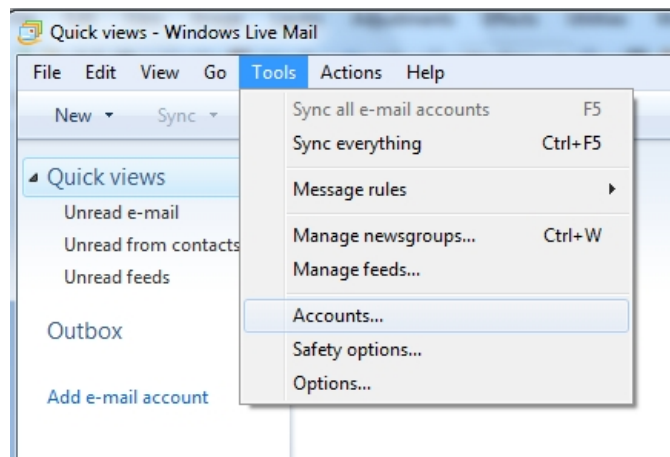 Quick views - Windows Live Mail
File Edit View Go Tools Actions Help
New Sync
Sync all e-mail accounts F5
Sync everything Ctrl+F5
Message rules
Manage newsgroups... Ctrl+W
Manage feeds...
Accounts...
Safety options...
Options...
Quick views
Unread e-mail
Unread from contacts
Unread feeds
Outbox
Add e-mail account